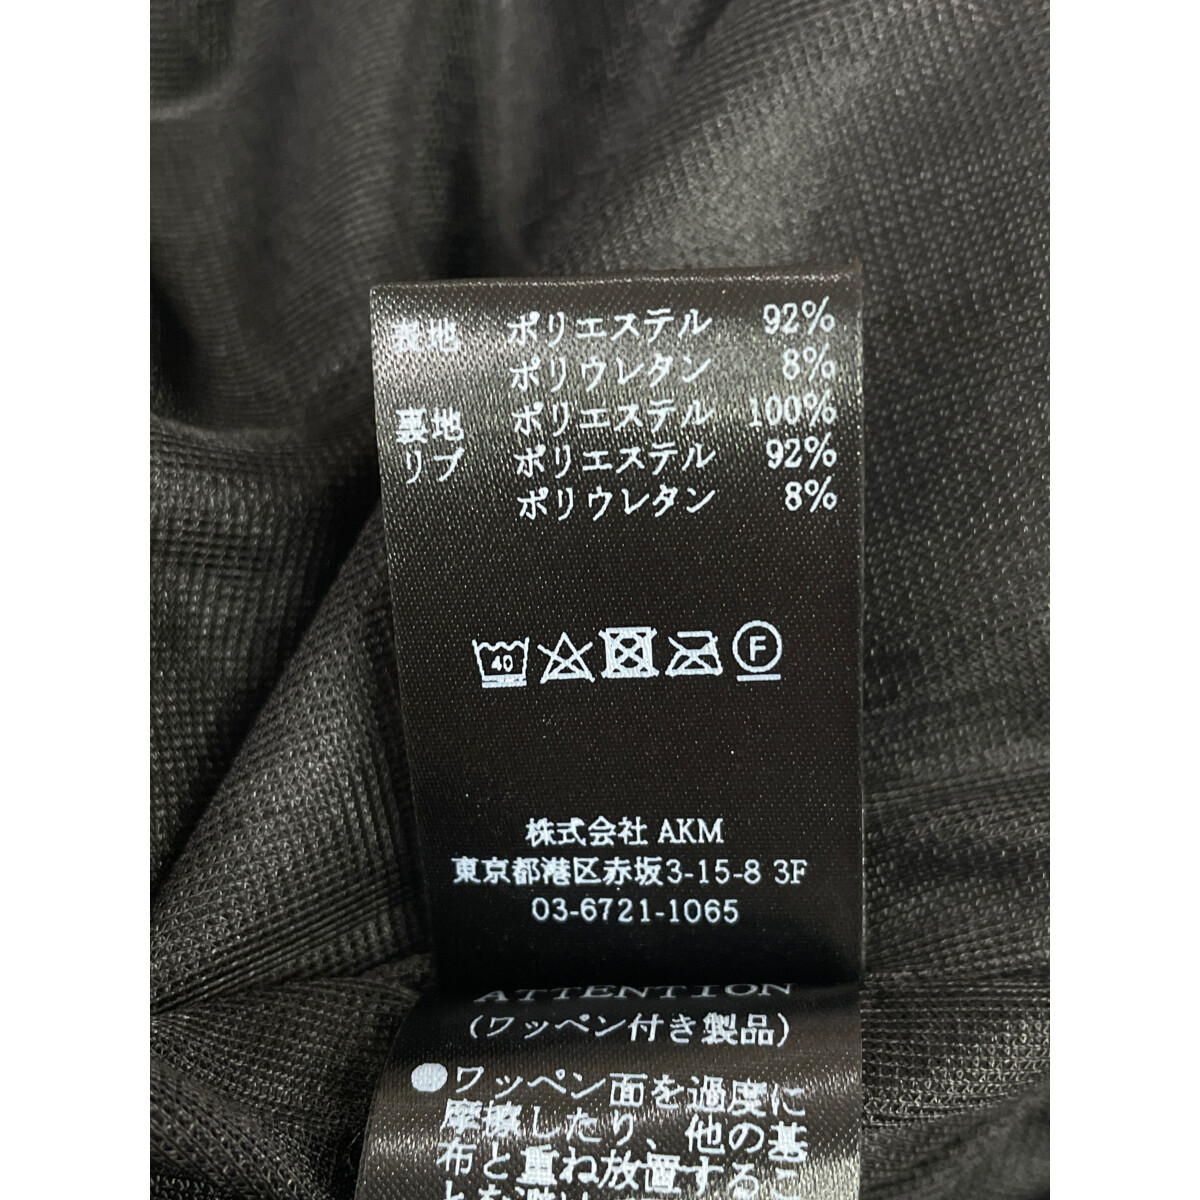 表地 ポリエステル 92%
ポリウレタン 8%
裏地 ポリエステル 100%
リブ ポリエステル 92%
ポリウレタン 8%
40 F
株式会社 AKM
東京都港区赤坂3-15-8 3F
03-6721-1065
ATTENTION
(ワッペン付き製品)
●ワッペン面を過度に
摩擦したり、他の基
布と重ね放置するこ
とを